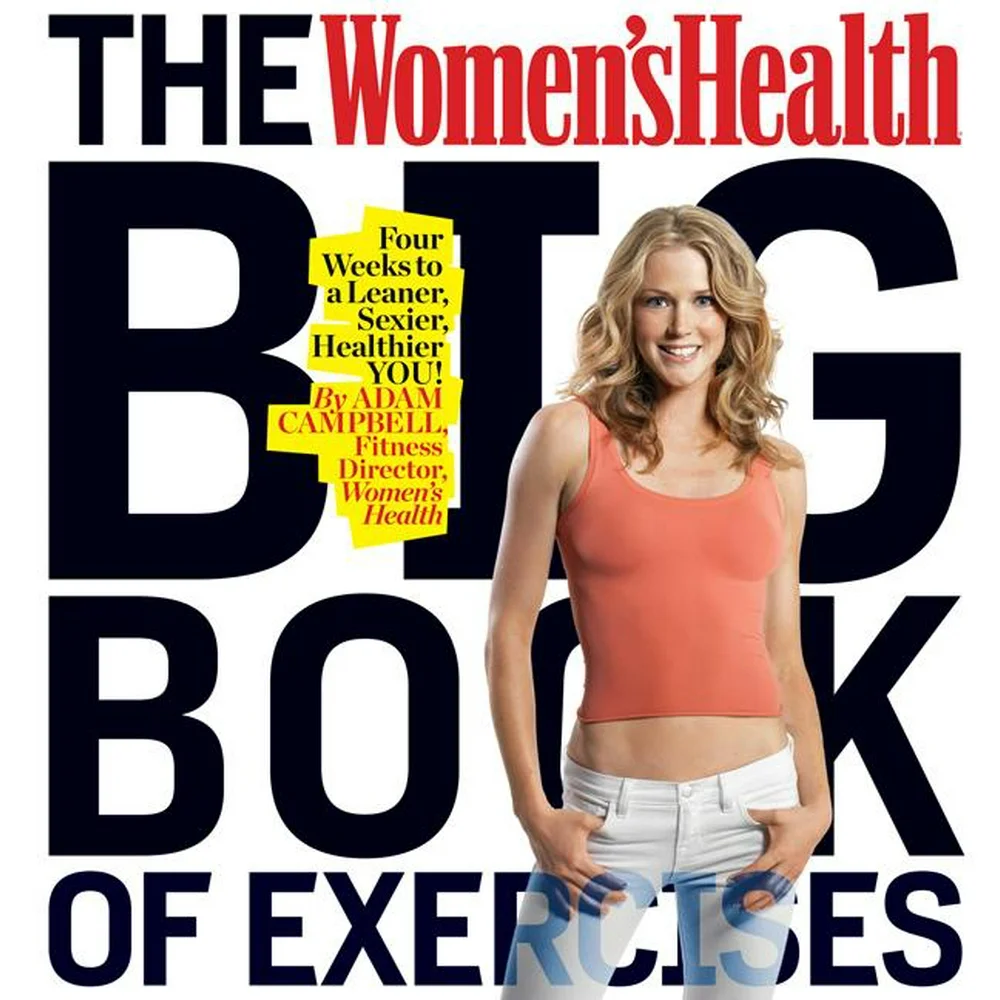 THE Women'sHealth
BIG
Four
Weeks to
a Leaner,
Sexier,
Healthier
YOU!
By ADAM
CAMPBELL,
Fitness
Director,
Women's
Health
BOOK
OF EXERCISES